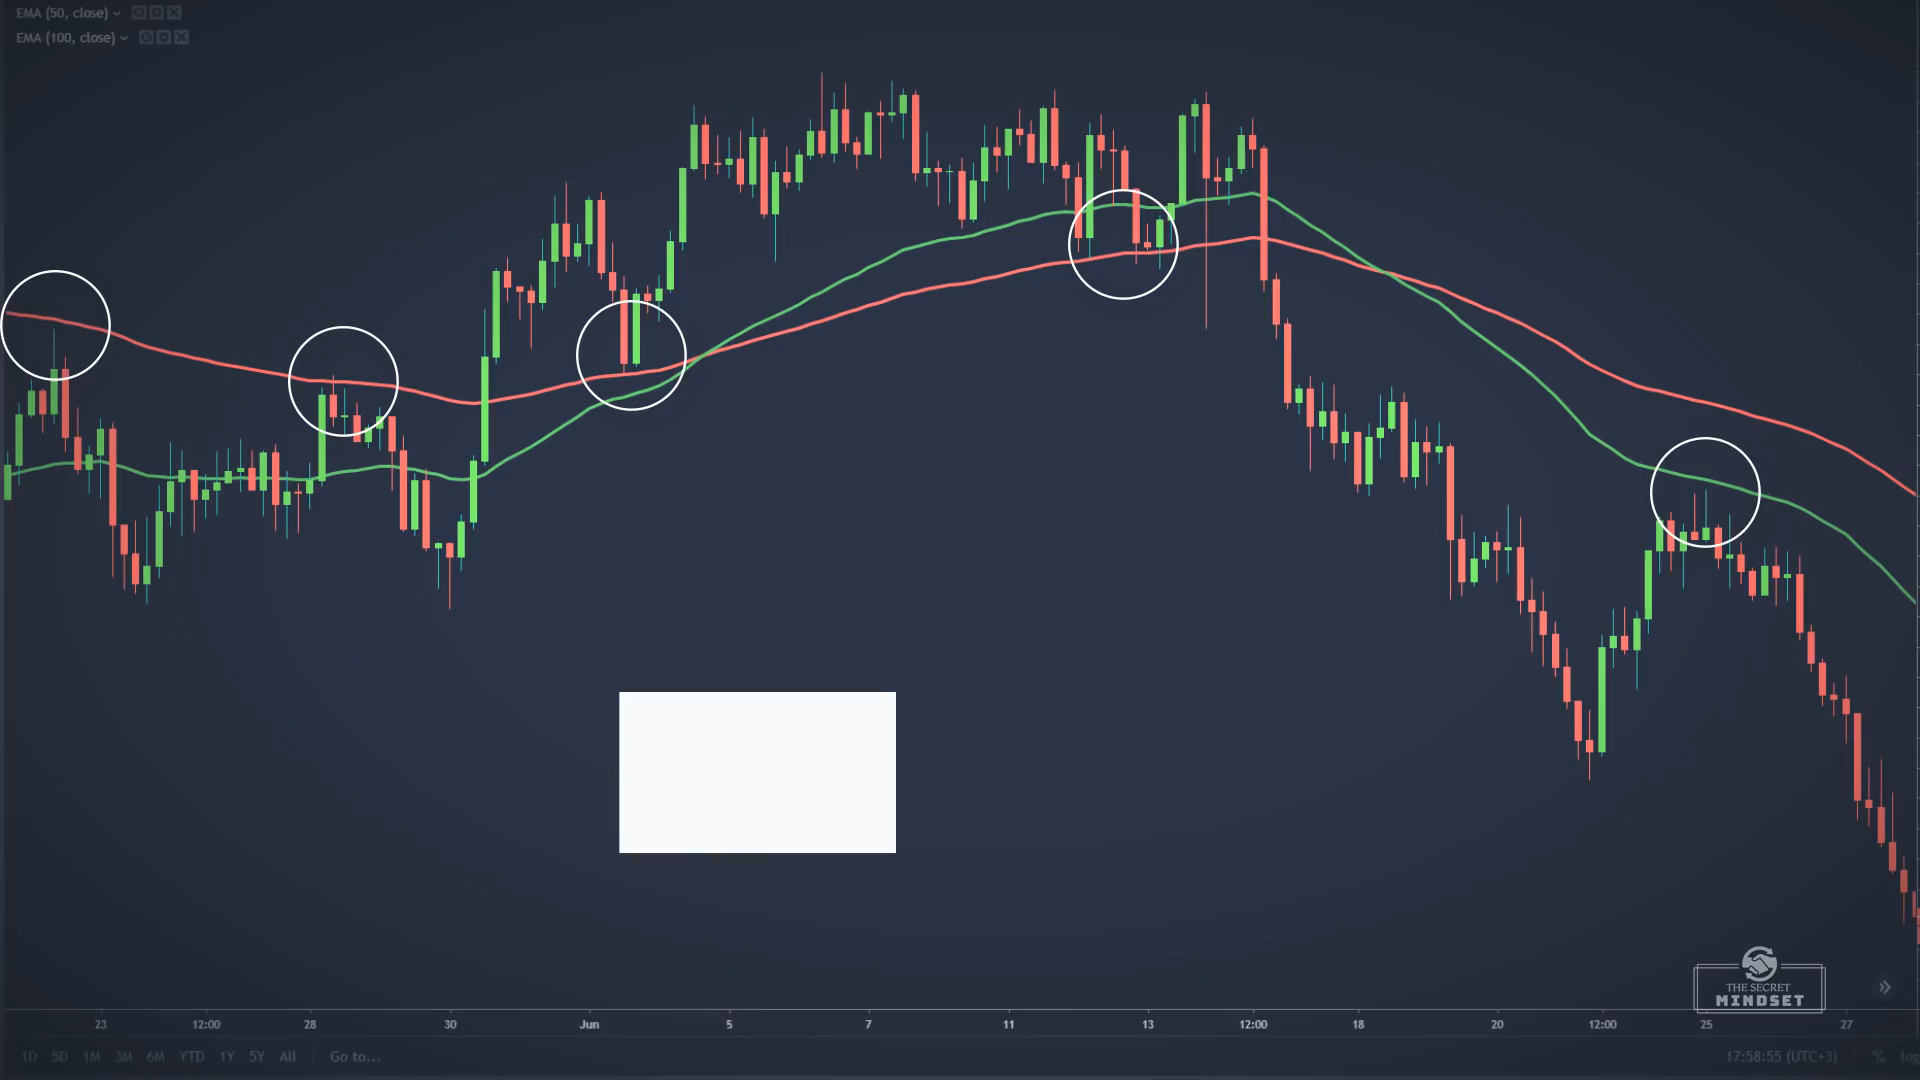 EMA (50, close)
EMA (100, close)
THE SECRET
MINDSET
23 12:00 28 30 Jun 5 7 11 13 12:00 18 20 12:00 25 27
1D 5D 1M 3M 6M YTD 1Y 5Y All Go to... 17:58:55 (UTC+3) % log